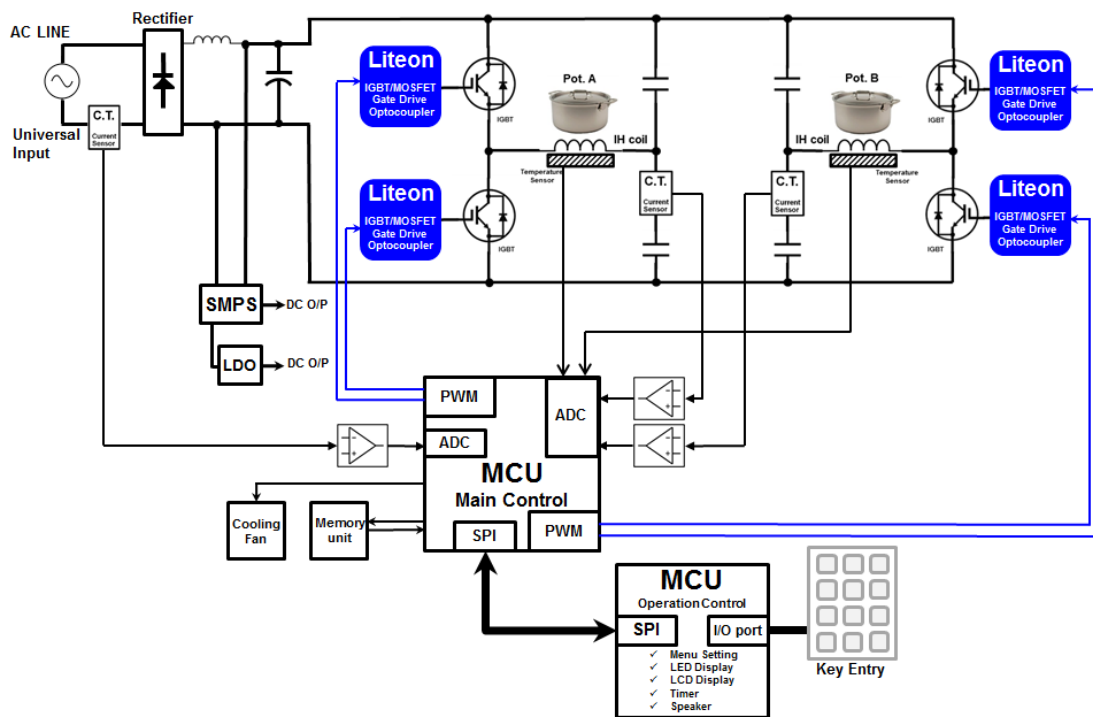 Rectifier
AC LINE
C.T.
Current
Sensor
Universal
Input
Liteon
IGBT/MOSFET
Gate Drive
Optocoupler
IGBT
Pot. A
IH coil
Temperature
Sensor
Liteon
IGBT/MOSFET
Gate Drive
Optocoupler
IGBT
C.T.
Current
Sensor
Pot. B
IH coil
Temperature
Sensor
C.T.
Current
Sensor
Liteon
IGBT/MOSFET
Gate Drive
Optocoupler
IGBT
Liteon
IGBT/MOSFET
Gate Drive
Optocoupler
IGBT
SMPS
DC O/P
LDO
DC O/P
PWM
ADC
ADC
MCU
Main Control
SPI
PWM
Cooling
Fan
Memory
unit
MCU
Operation Control
SPI
I/O port
✓ Menu Setting
✓ LED Display
✓ LCD Display
✓ Timer
✓ Speaker
Key Entry